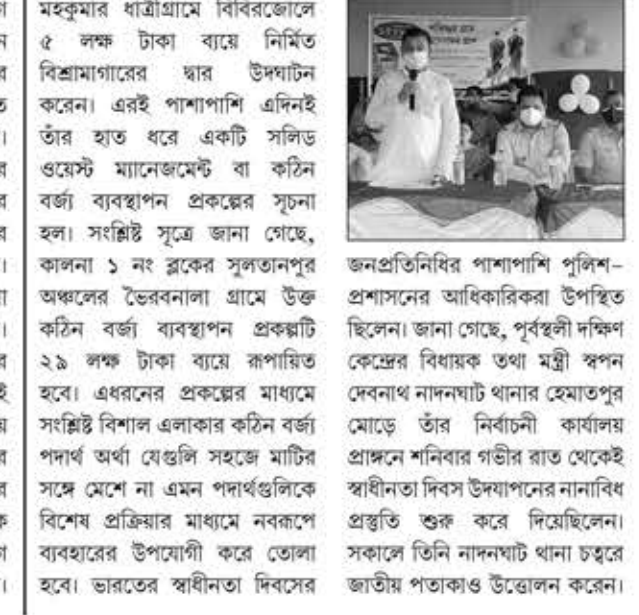 মহকুমার ধাত্রীগ্রামে বিবিরজোলে
৫ লক্ষ টাকা ব্যয়ে নির্মিত
বিশ্রামাগারের দ্বার উদঘাটন
করেন। এরই পাশাপাশি এদিনই
তাঁর হাত ধরে একটি সলিড
ওয়েস্ট ম্যানেজমেন্ট বা কঠিন
বর্জ্য ব্যবস্থাপন প্রকল্পের সূচনা
হল। সংশ্লিষ্ট সূত্রে জানা গেছে,
কালনা ১ নং ব্লকের সুলতানপুর
অঞ্চলের ভৈরবনালা গ্রামে উক্ত
কঠিন বর্জ্য ব্যবস্থাপন প্রকল্পটি
২৯ লক্ষ টাকা ব্যয়ে রূপায়িত
হবে। এধরনের প্রকল্পের মাধ্যমে
সংশ্লিষ্ট বিশাল এলাকার কঠিন বর্জ্য
পদার্থ অর্থা যেগুলি সহজে মাটির
সঙ্গে মেশে না এমন পদার্থগুলিকে
বিশেষ প্রক্রিয়ার মাধ্যমে নবরূপে
ব্যবহারের উপযোগী করে তোলা
হবে। ভারতের স্বাধীনতা দিবসের
জনপ্রতিনিধির পাশাপাশি পুলিশ-
প্রশাসনের আধিকারিকরা উপস্থিত
ছিলেন। জানা গেছে, পূর্বস্থলী দক্ষিণ
কেন্দ্রের বিধায়ক তথা মন্ত্রী স্বপন
দেবনাথ নাদনঘাট থানার হেমাতপুর
মোড়ে তাঁর নির্বাচনী কার্যালয়
প্রাঙ্গনে শনিবার গভীর রাত থেকেই
স্বাধীনতা দিবস উদযাপনের নানাবিধ
প্রস্তুতি শুরু করে দিয়েছিলেন।
সকালে তিনি নাদনঘাট থানা চত্বরে
জাতীয় পতাকাও উত্তোলন করেন।